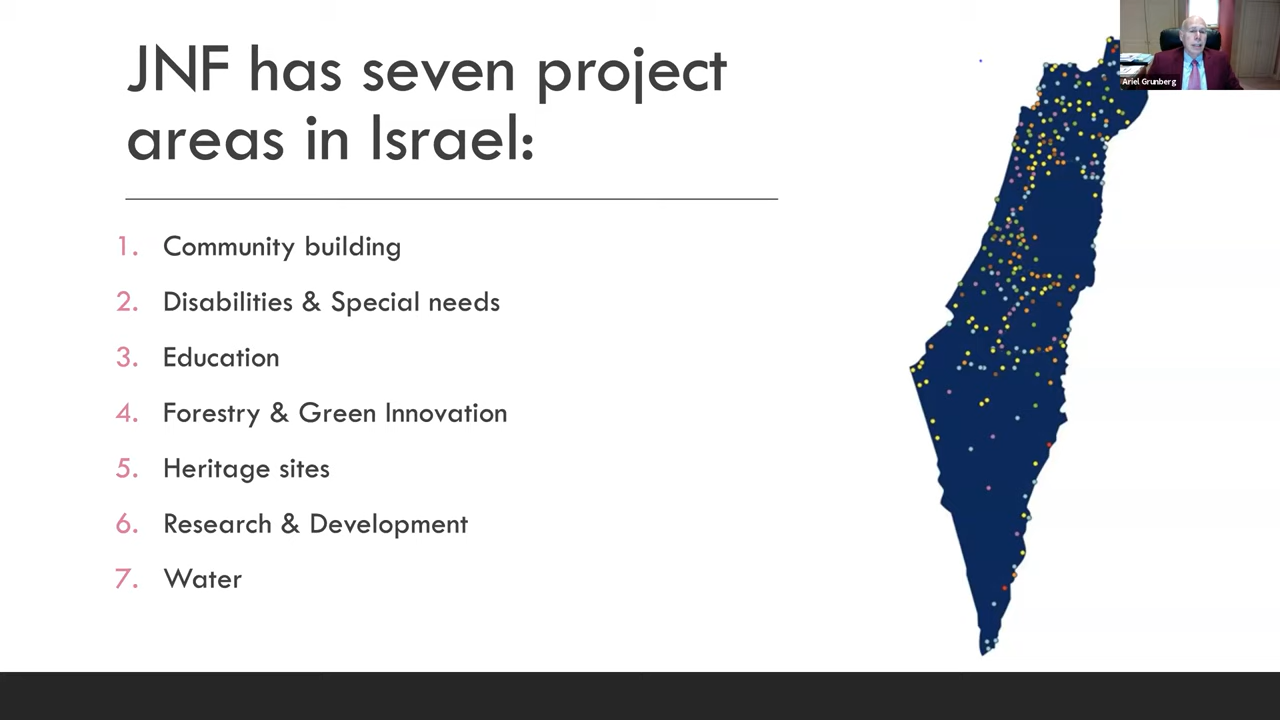 JNF has seven project
areas in Israel:
1. Community building
2. Disabilities & Special needs
3. Education
4. Forestry & Green Innovation
5. Heritage sites
6. Research & Development
7. Water
Ariel Grunberg